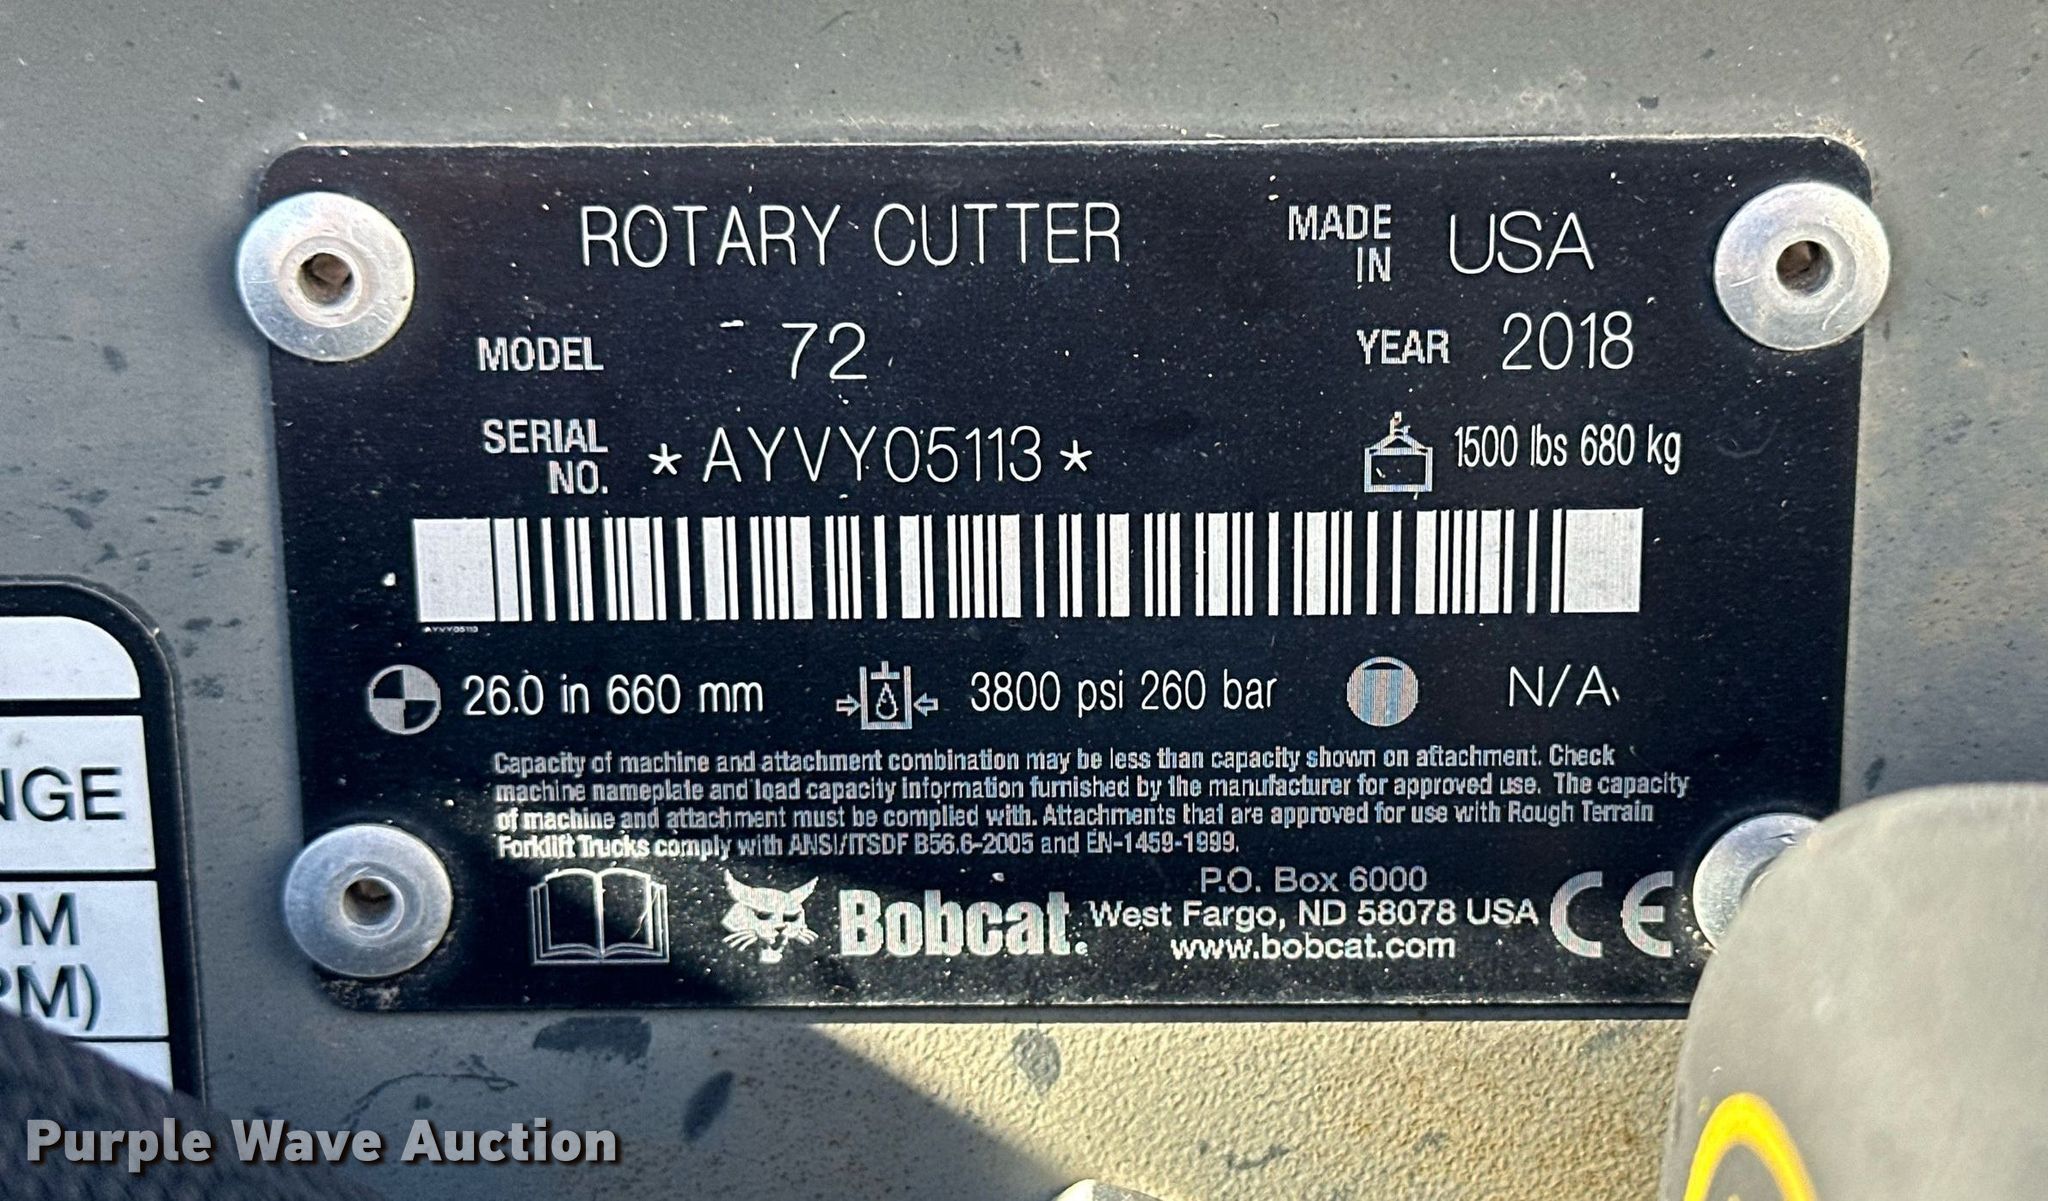 ROTARY CUTTER
MADE IN USA
MODEL 72
YEAR 2018
SERIAL NO. *AYVY05113*
1500 lbs 680 kg
AYVY05113
26.0 in 660 mm
3800 psi 260 bar
N/A
Capacity of machine and attachment combination may be less than capacity shown on attachment. Check
machine nameplate and load capacity information furnished by the manufacturer for approved use. The capacity
of machine and attachment must be complied with. Attachments that are approved for use with Rough Terrain
Forklift Trucks comply with ANSI/ITSDF B56.6-2005 and EN-1459-1999.
Bobcat.
P.O. Box 6000
West Fargo, ND 58078 USA
www.bobcat.com
CE
NGE
PM
PM)
Purple Wave Auction